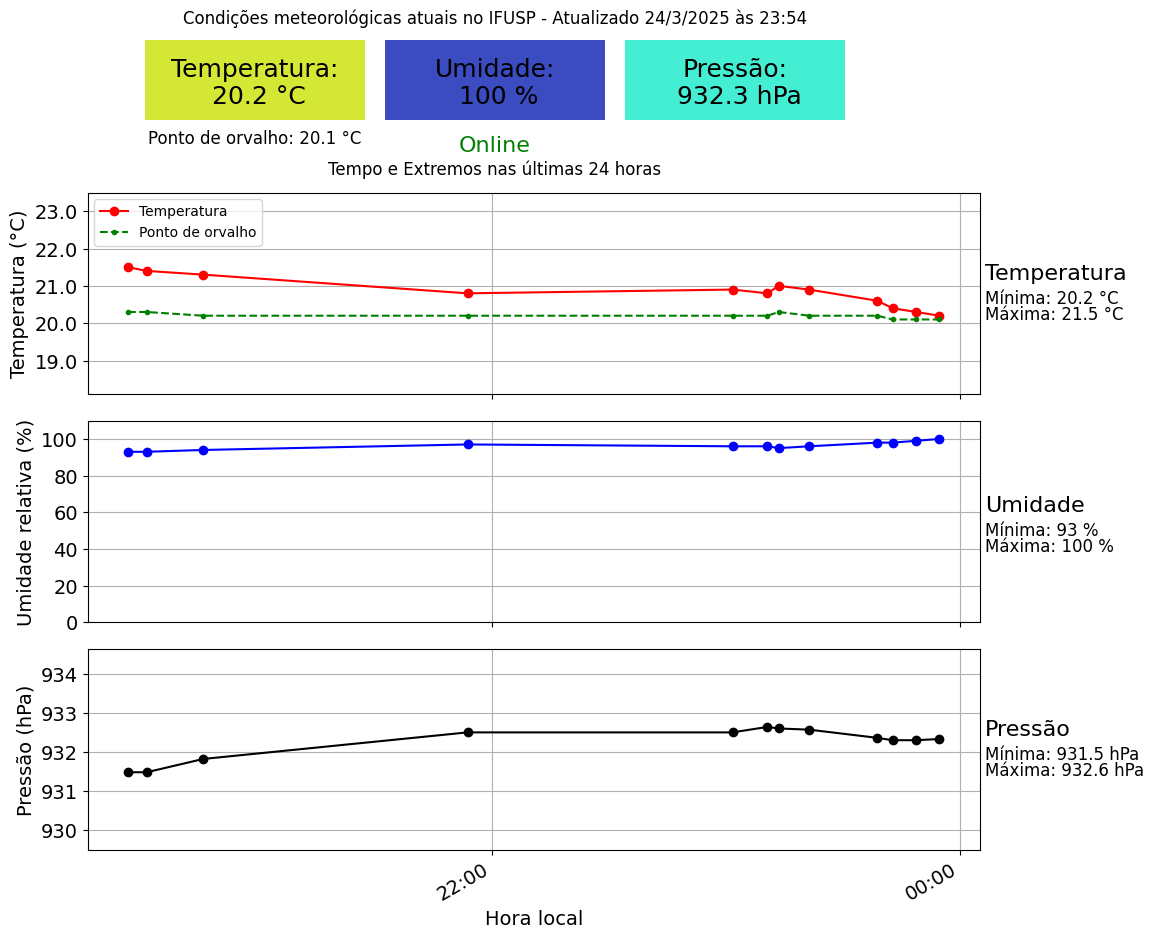 Condições meteorológicas atuais no IFUSP - Atualizado 24/3/2025 às 23:54
Temperatura:
20.2 °C
Umidade:
100 %
Pressão:
932.3 hPa
Ponto de orvalho: 20.1 °C
Online
Tempo e Extremos nas últimas 24 horas
Temperatura (°C)
23.0
22.0
21.0
20.0
19.0
Temperatura
Ponto de orvalho
Temperatura
Mínima: 20.2 °C
Máxima: 21.5 °C
Umidade relativa (%)
100
80
60
40
20
0
Umidade
Mínima: 93 %
Máxima: 100 %
Pressão (hPa)
934
933
932
931
930
Pressão
Mínima: 931.5 hPa
Máxima: 932.6 hPa
22:00
00:00
Hora local